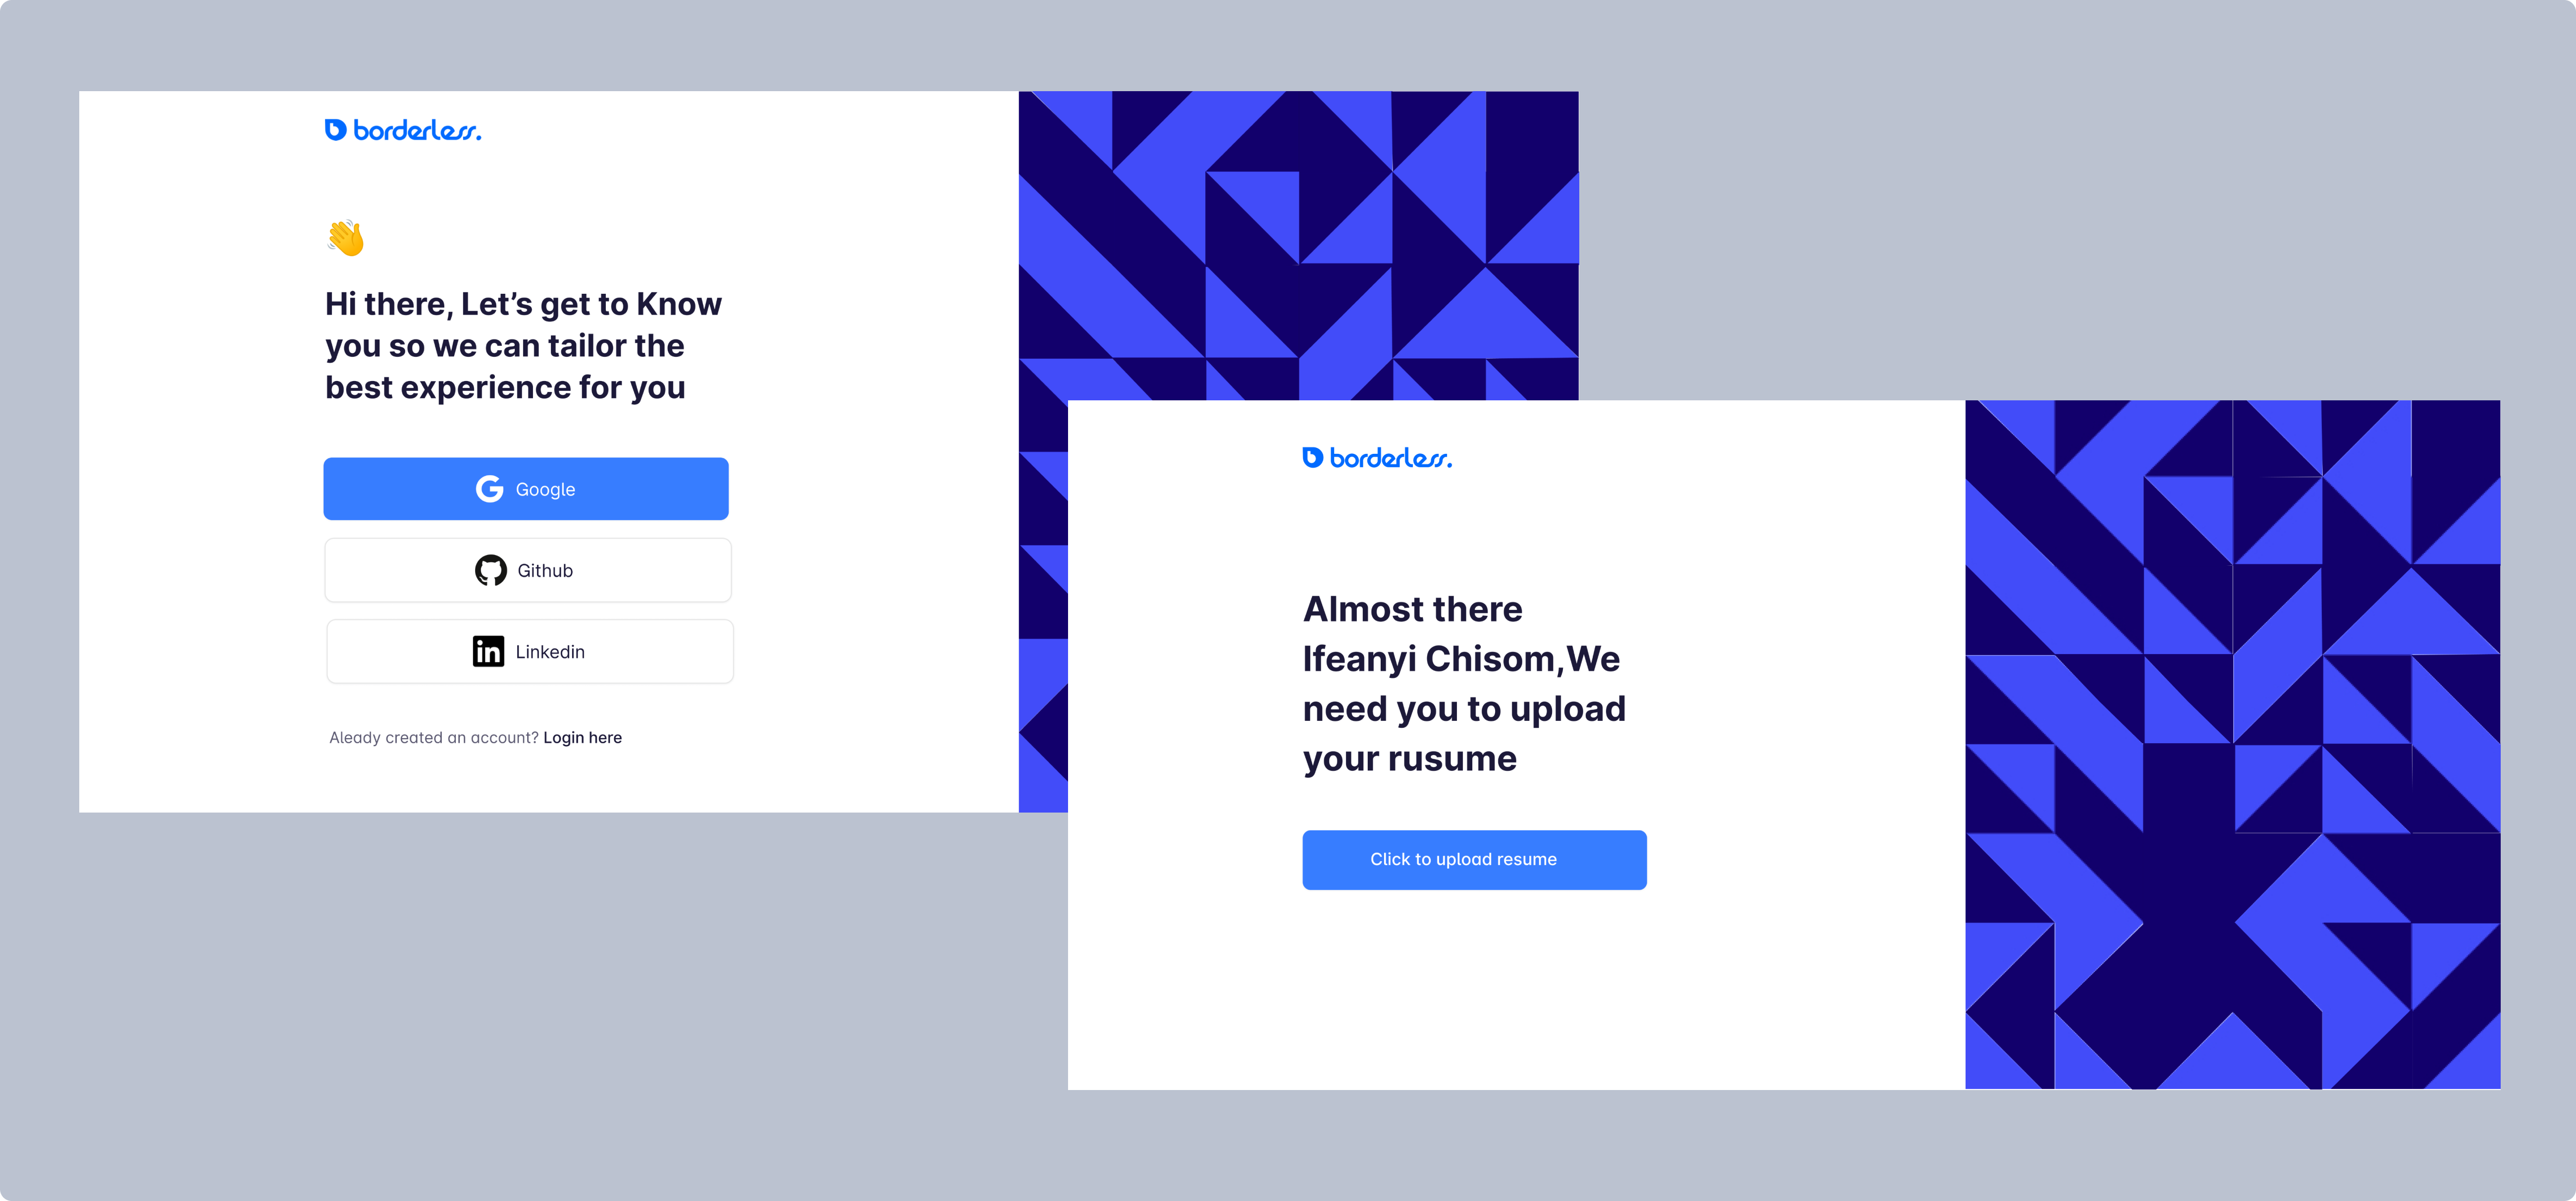 borderless.
Hi there, Let’s get to Know
you so we can tailor the
best experience for you
Google
Github
Linkedin
Aleady created an account? Login here
borderless.
Almost there
Ifeanyi Chisom,We
need you to upload
your rusume
Click to upload resume